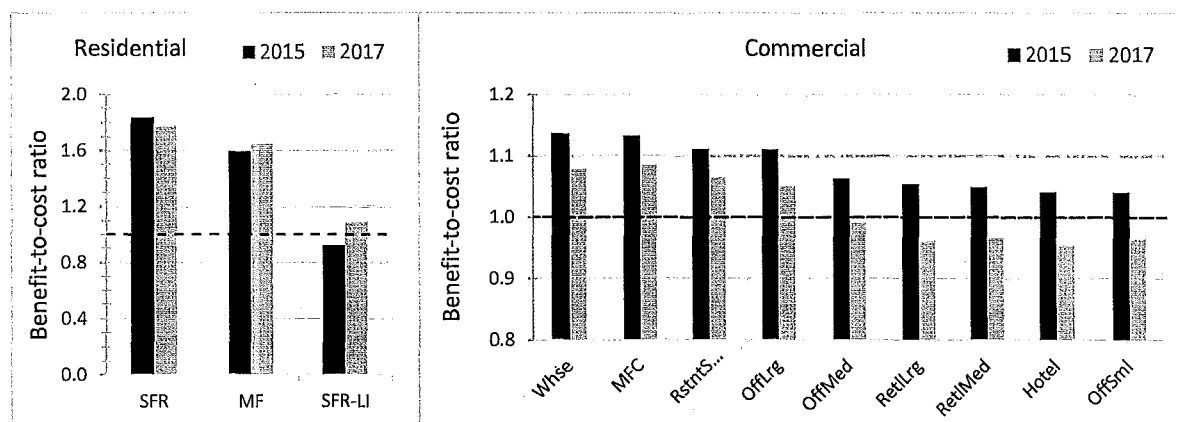 Residential
2015 2017
Benefit-to-cost ratio
2.0
1.6
1.2
0.8
0.4
0.0
SFR MF SFR-LI
Commercial
2015 2017
Benefit-to-cost ratio
1.2
1.1
1.0
0.9
0.8
Whse MFC RstntS... OffLrg OffMed RetlLrg RetlMed Hotel OffSml